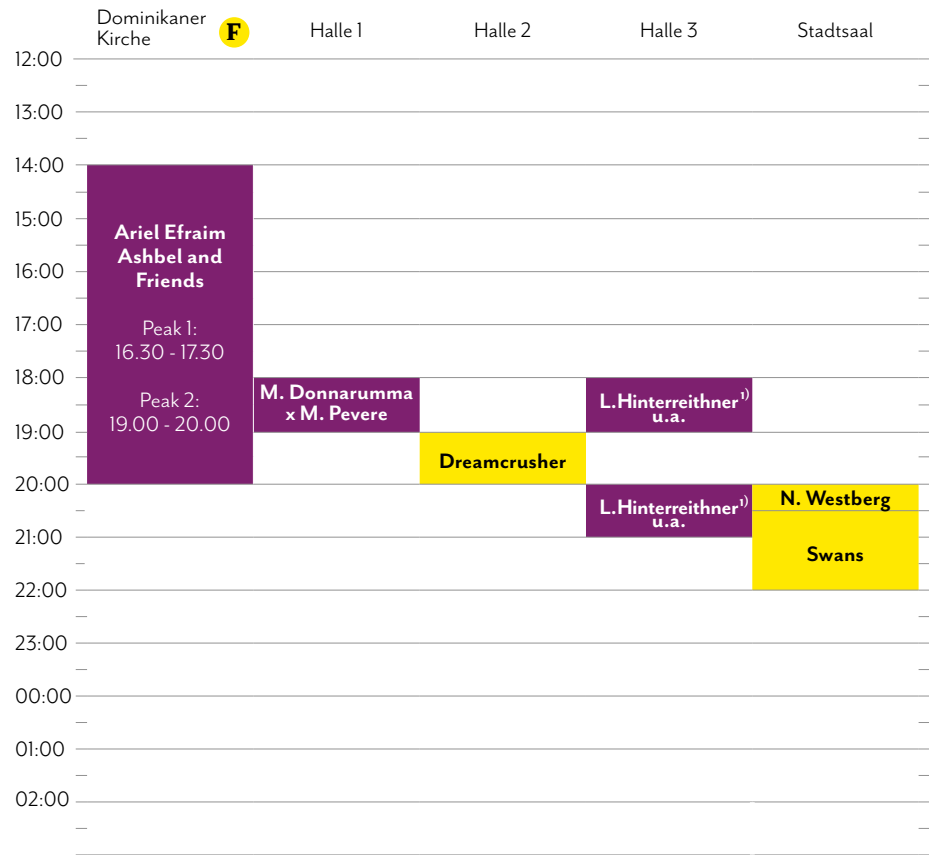 Dominikaner
Kirche
F
Halle 1
Halle 2
Halle 3
Stadtsaal
12:00
13:00
14:00
15:00
16:00
17:00
18:00
19:00
20:00
21:00
22:00
23:00
00:00
01:00
02:00
Ariel Efraim
Ashbel and
Friends
Peak 1:
16.30 - 17.30
Peak 2:
19.00 - 20.00
M. Donnarumma
x M. Pevere
Dreamcrusher
L.Hinterreithner¹⁾
u.a.
L.Hinterreithner¹⁾
u.a.
N. Westberg
Swans